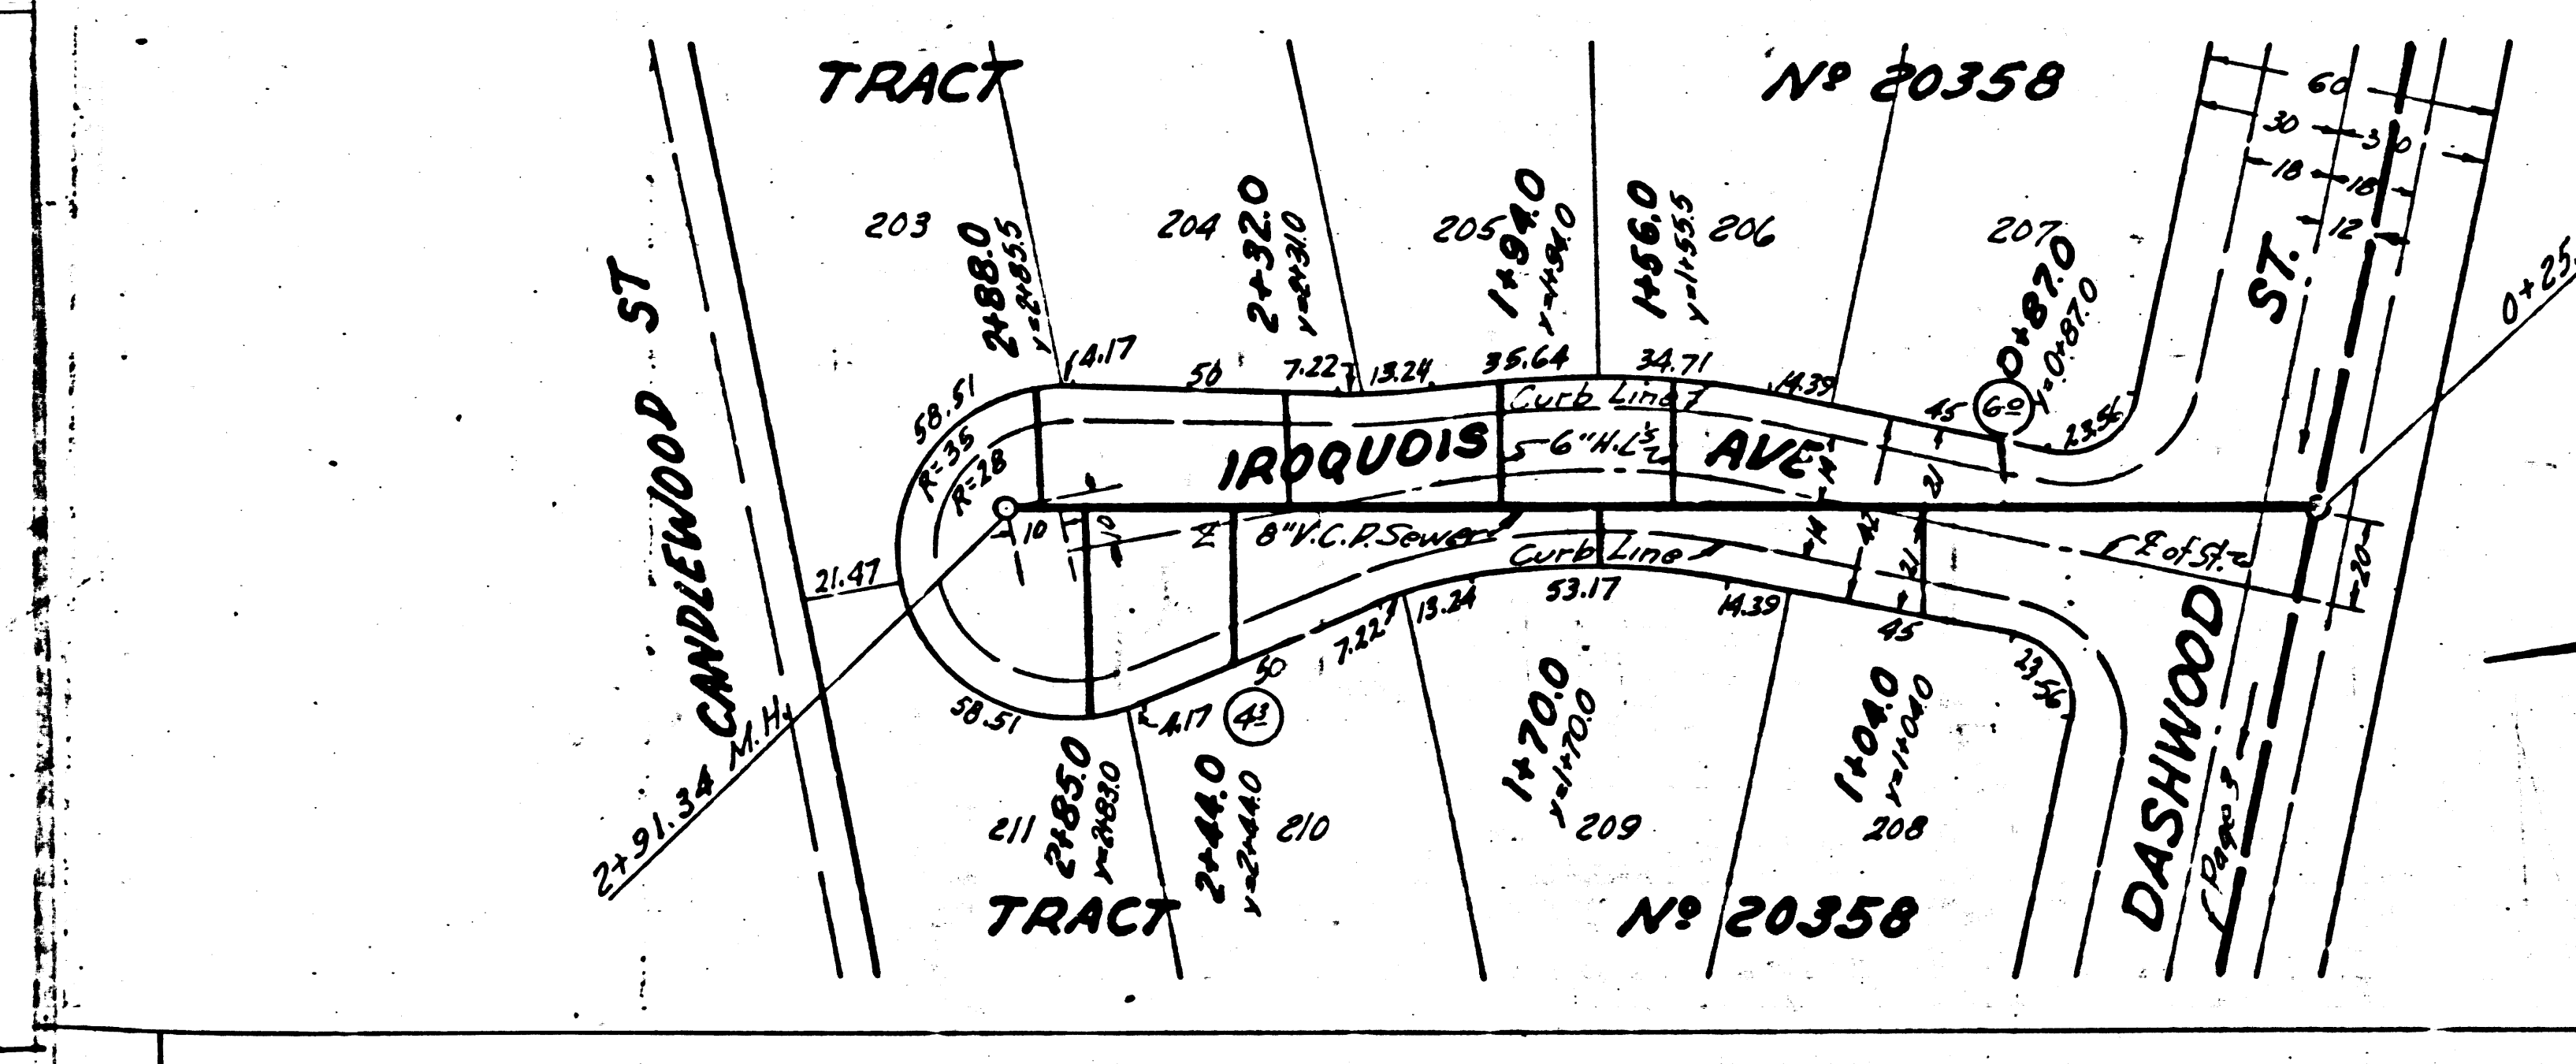 TRACT
Nº 20358
60
30
30
18
18
12
203
204
205
206
207
2+88.0
y=2+85.5
2+32.0
y=2+31.0
1+94.0
y=1+94.0
1+56.0
y=1+55.5
0+87.0
y=0+87.0
0+25.
CANDLEWOOD ST
DASHWOOD ST.
4.17
50
7.22
13.24
35.64
34.71
14.39
45
6º
23.56
58.51
R=35
R=28
Curb Line
IROQUOIS AVE
6" H.L's
14
21
10
10
8" V.C.P. Sewer
Curb Line
14
42
21
℄ of St.
20
21.47
58.51
4.17
4³
50
7.22
13.24
53.17
14.39
45
23.56
2+91.34 M.H.
2+85.0
y=2+83.0
2+44.0
y=2+44.0
1+70.0
y=1+70.0
1+04.0
y=1+04.0
211
210
209
208
Page 3
TRACT
Nº 20358